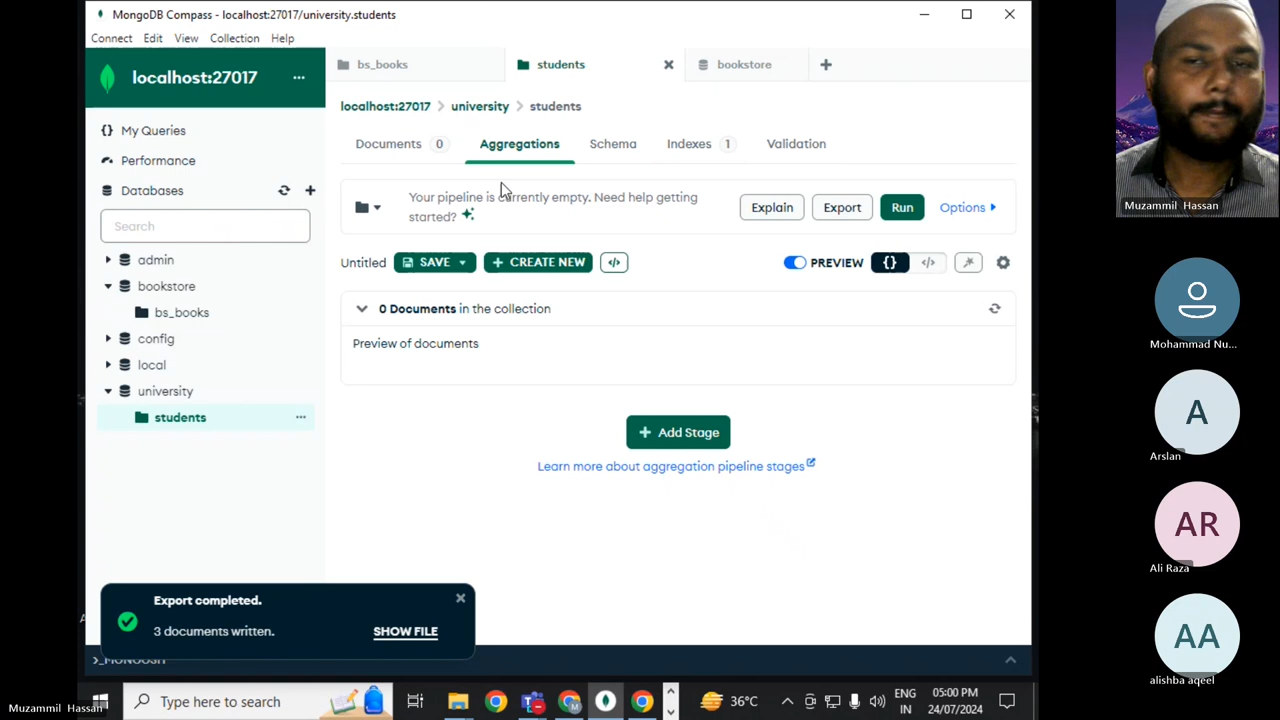 MongoDB Compass - localhost:27017/university.students
Connect Edit View Collection Help
localhost:27017
bs_books
students
bookstore
localhost:27017 > university > students
My Queries
Performance
Databases
Search
admin
bookstore
bs_books
config
local
university
students
Documents 0 Aggregations Schema Indexes 1 Validation
Your pipeline is currently empty. Need help getting
started?
Explain Export Run Options
Untitled SAVE + CREATE NEW </> PREVIEW {} </>
0 Documents in the collection
Preview of documents
+ Add Stage
Learn more about aggregation pipeline stages
Export completed.
3 documents written. SHOW FILE
>_MONGOSH
Type here to search
36°C
ENG
IN
05:00 PM
24/07/2024
Muzammil Hassan
Muzammil Hassan
Mohammad Nu...
A
Arslan
AR
Ali Raza
AA
alishba aqeel